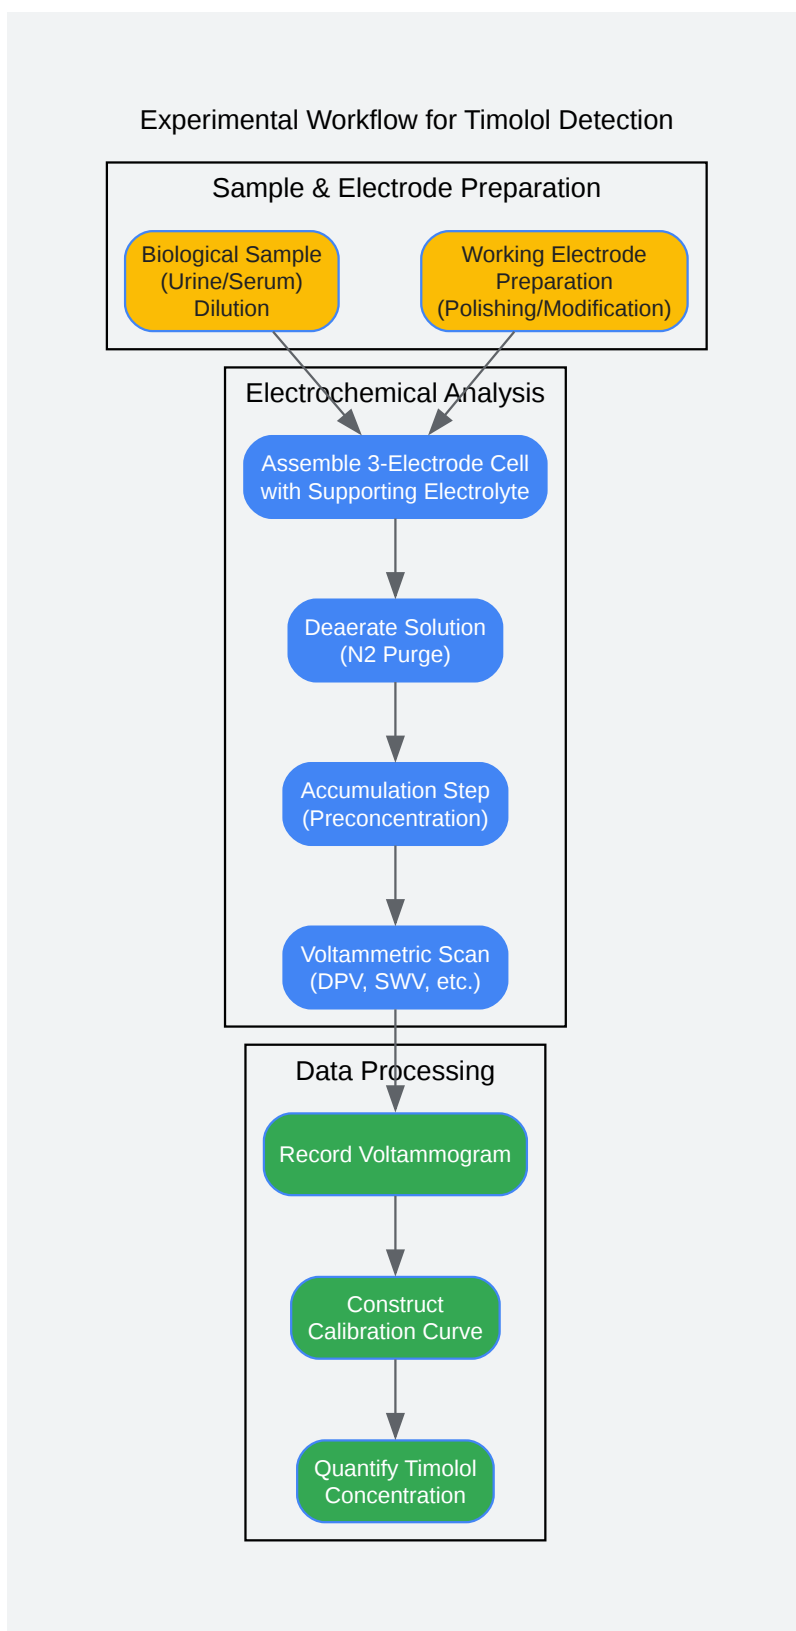 Experimental Workflow for Timolol Detection
Sample & Electrode Preparation
Biological Sample
(Urine/Serum)
Dilution
Working Electrode
Preparation
(Polishing/Modification)
Electrochemical Analysis
Assemble 3-Electrode Cell
with Supporting Electrolyte
Deaerate Solution
(N2 Purge)
Accumulation Step
(Preconcentration)
Voltammetric Scan
(DPV, SWV, etc.)
Data Processing
Record Voltammogram
Construct
Calibration Curve
Quantify Timolol
Concentration